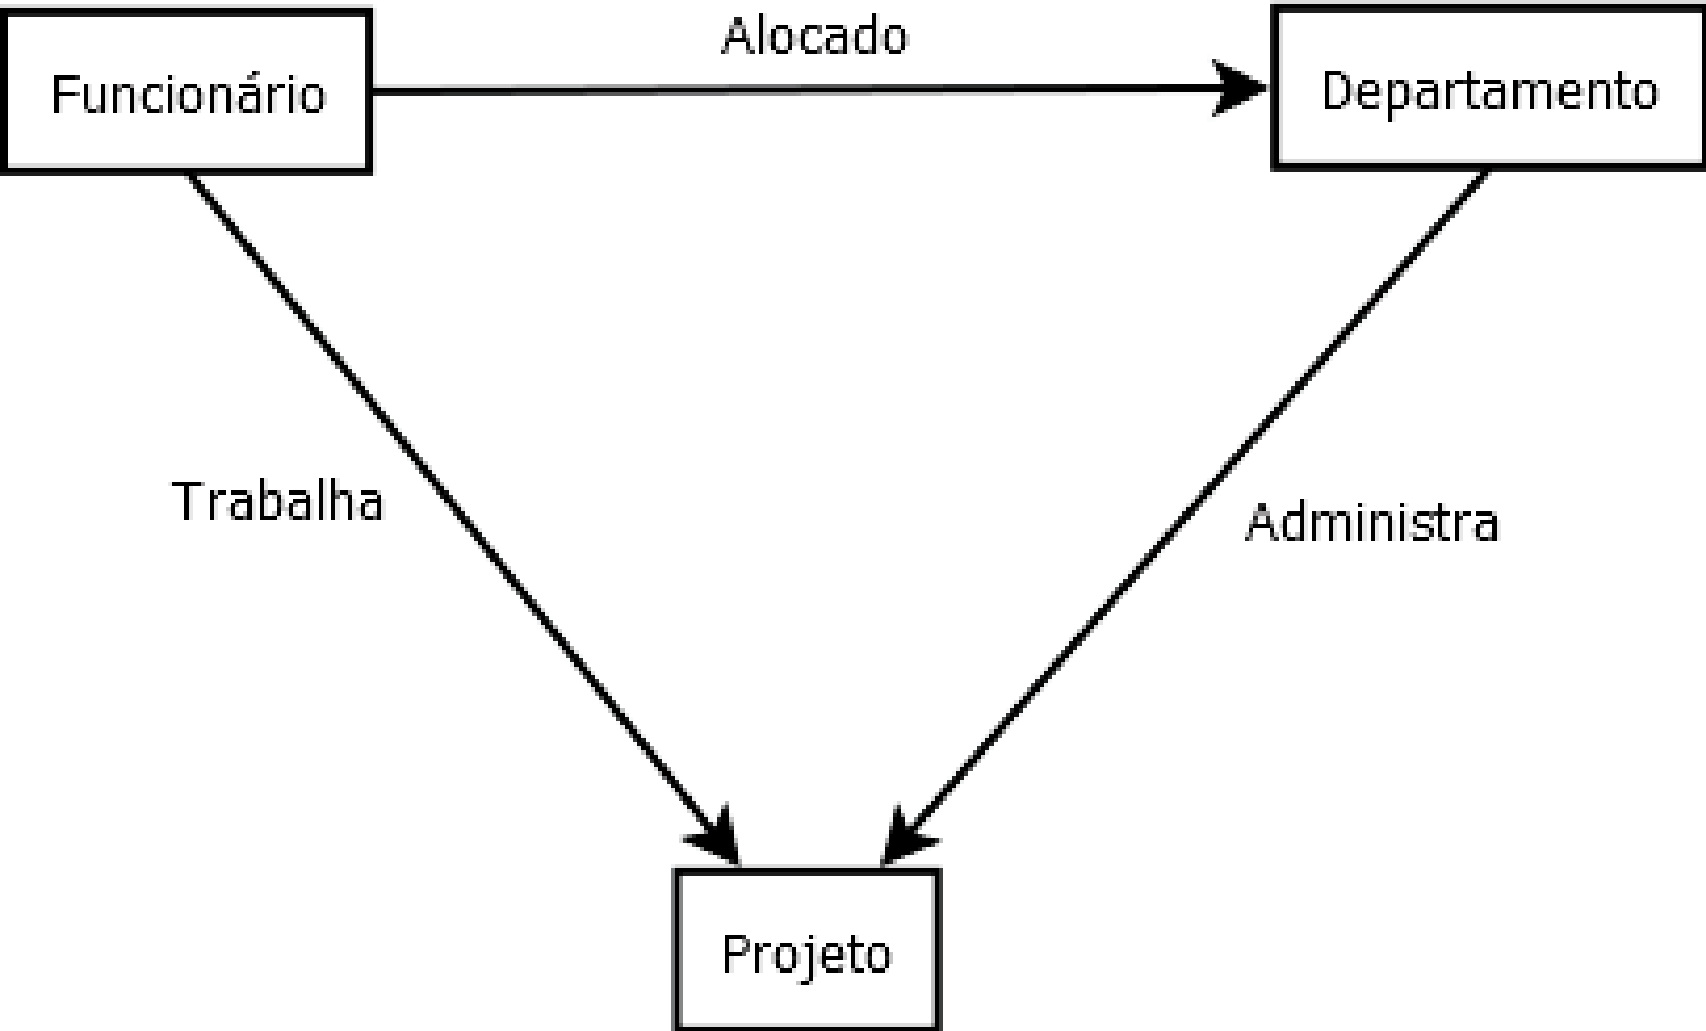 Alocado
Funcionário
Departamento
Trabalha
Administra
Projeto